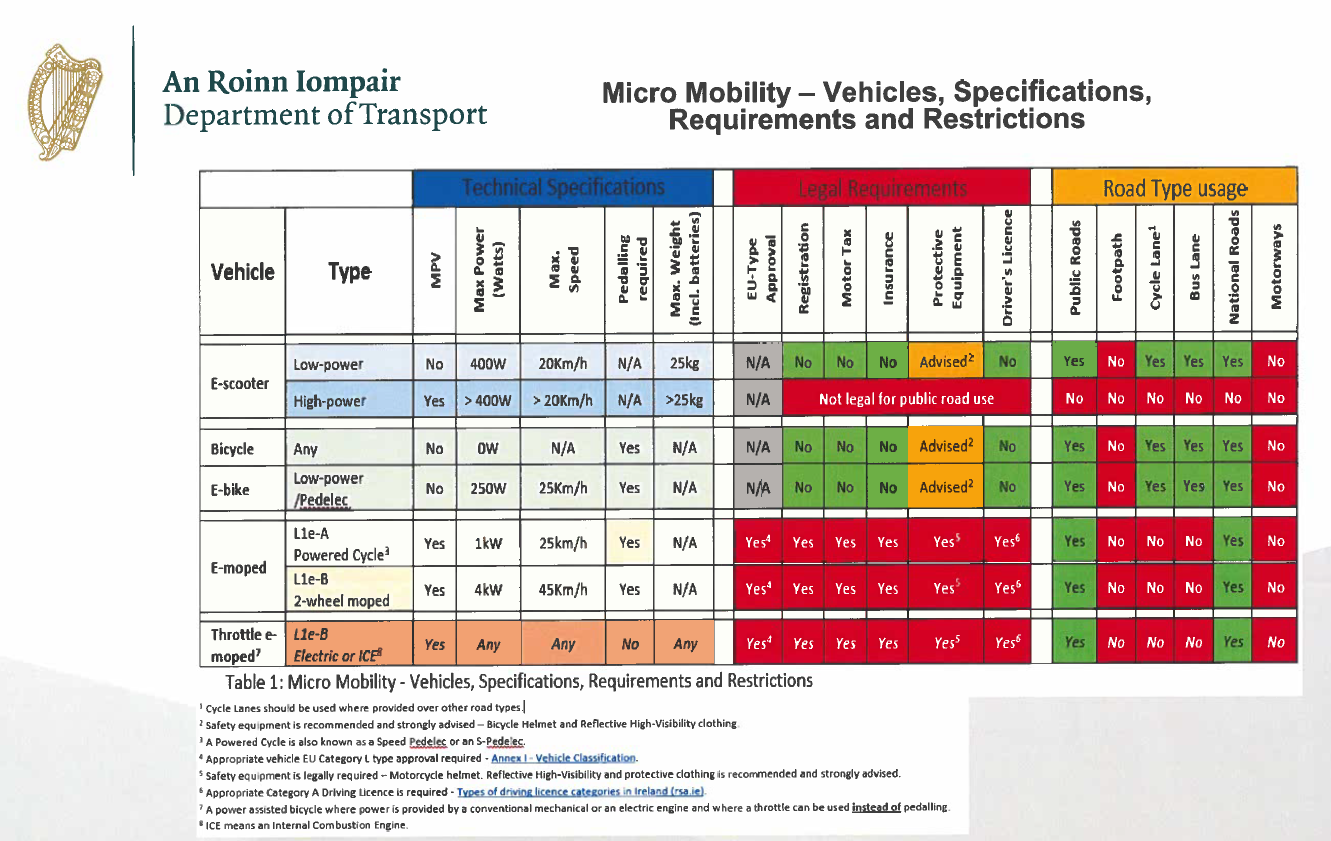 An Roinn Iompair
Department of Transport
Micro Mobility – Vehicles, Specifications,
Requirements and Restrictions
Technical Specifications Legal Requirements Road Type usage
Vehicle Type MPV Max Power (Watts) Max. Speed Pedalling required Max. Weight (Incl. batteries) EU-Type Approval Registration Motor Tax Insurance Protective Equipment Driver's Licence Public Roads Footpath Cycle Lane¹ Bus Lane National Roads Motorways
E-scooter
Low-power No 400W 20Km/h N/A 25kg N/A No No No Advised² No Yes No Yes Yes Yes No
High-power Yes > 400W > 20Km/h N/A >25kg N/A Not legal for public road use No No No No No No
Bicycle Any No 0W N/A Yes N/A N/A No No No Advised² No Yes No Yes Yes Yes No
E-bike Low-power /Pedelec No 250W 25Km/h Yes N/A N/A No No No Advised² No Yes No Yes Yes Yes No
E-moped
L1e-A Powered Cycle³ Yes 1kW 25km/h Yes N/A Yes⁴ Yes Yes Yes Yes⁵ Yes⁶ Yes No No No Yes No
L1e-B 2-wheel moped Yes 4kW 45Km/h Yes N/A Yes⁴ Yes Yes Yes Yes⁵ Yes⁶ Yes No No No Yes No
Throttle e-moped⁷ L1e-B Electric or ICE⁸ Yes Any Any No Any Yes⁴ Yes Yes Yes Yes⁵ Yes⁶ Yes No No No Yes No
Table 1: Micro Mobility - Vehicles, Specifications, Requirements and Restrictions
¹ Cycle Lanes should be used where provided over other road types.
² Safety equipment is recommended and strongly advised – Bicycle Helmet and Reflective High-Visibility clothing.
³ A Powered Cycle is also known as a Speed Pedelec or an S-Pedelec.
⁴ Appropriate vehicle EU Category L type approval required - Annex I - Vehicle Classification.
⁵ Safety equipment is legally required – Motorcycle helmet. Reflective High-Visibility and protective clothing is recommended and strongly advised.
⁶ Appropriate Category A Driving Licence is required - Types of driving licence categories in Ireland (rsa.ie).
⁷ A power assisted bicycle where power is provided by a conventional mechanical or an electric engine and where a throttle can be used instead of pedalling.
⁸ ICE means an Internal Combustion Engine.